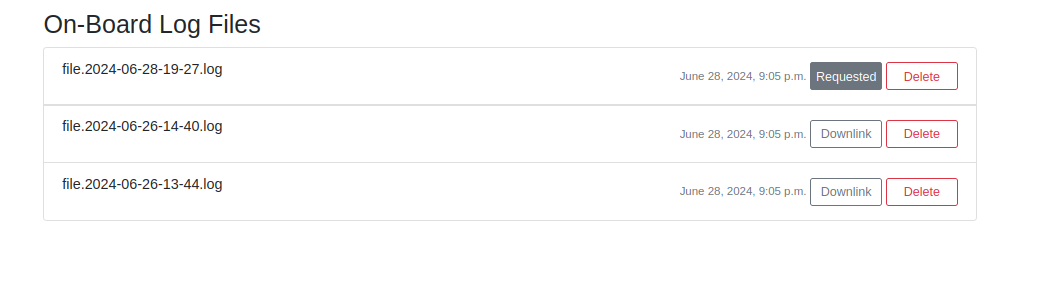 On-Board Log Files
file.2024-06-28-19-27.log June 28, 2024, 9:05 p.m. Requested Delete
file.2024-06-26-14-40.log June 28, 2024, 9:05 p.m. Downlink Delete
file.2024-06-26-13-44.log June 28, 2024, 9:05 p.m. Downlink Delete